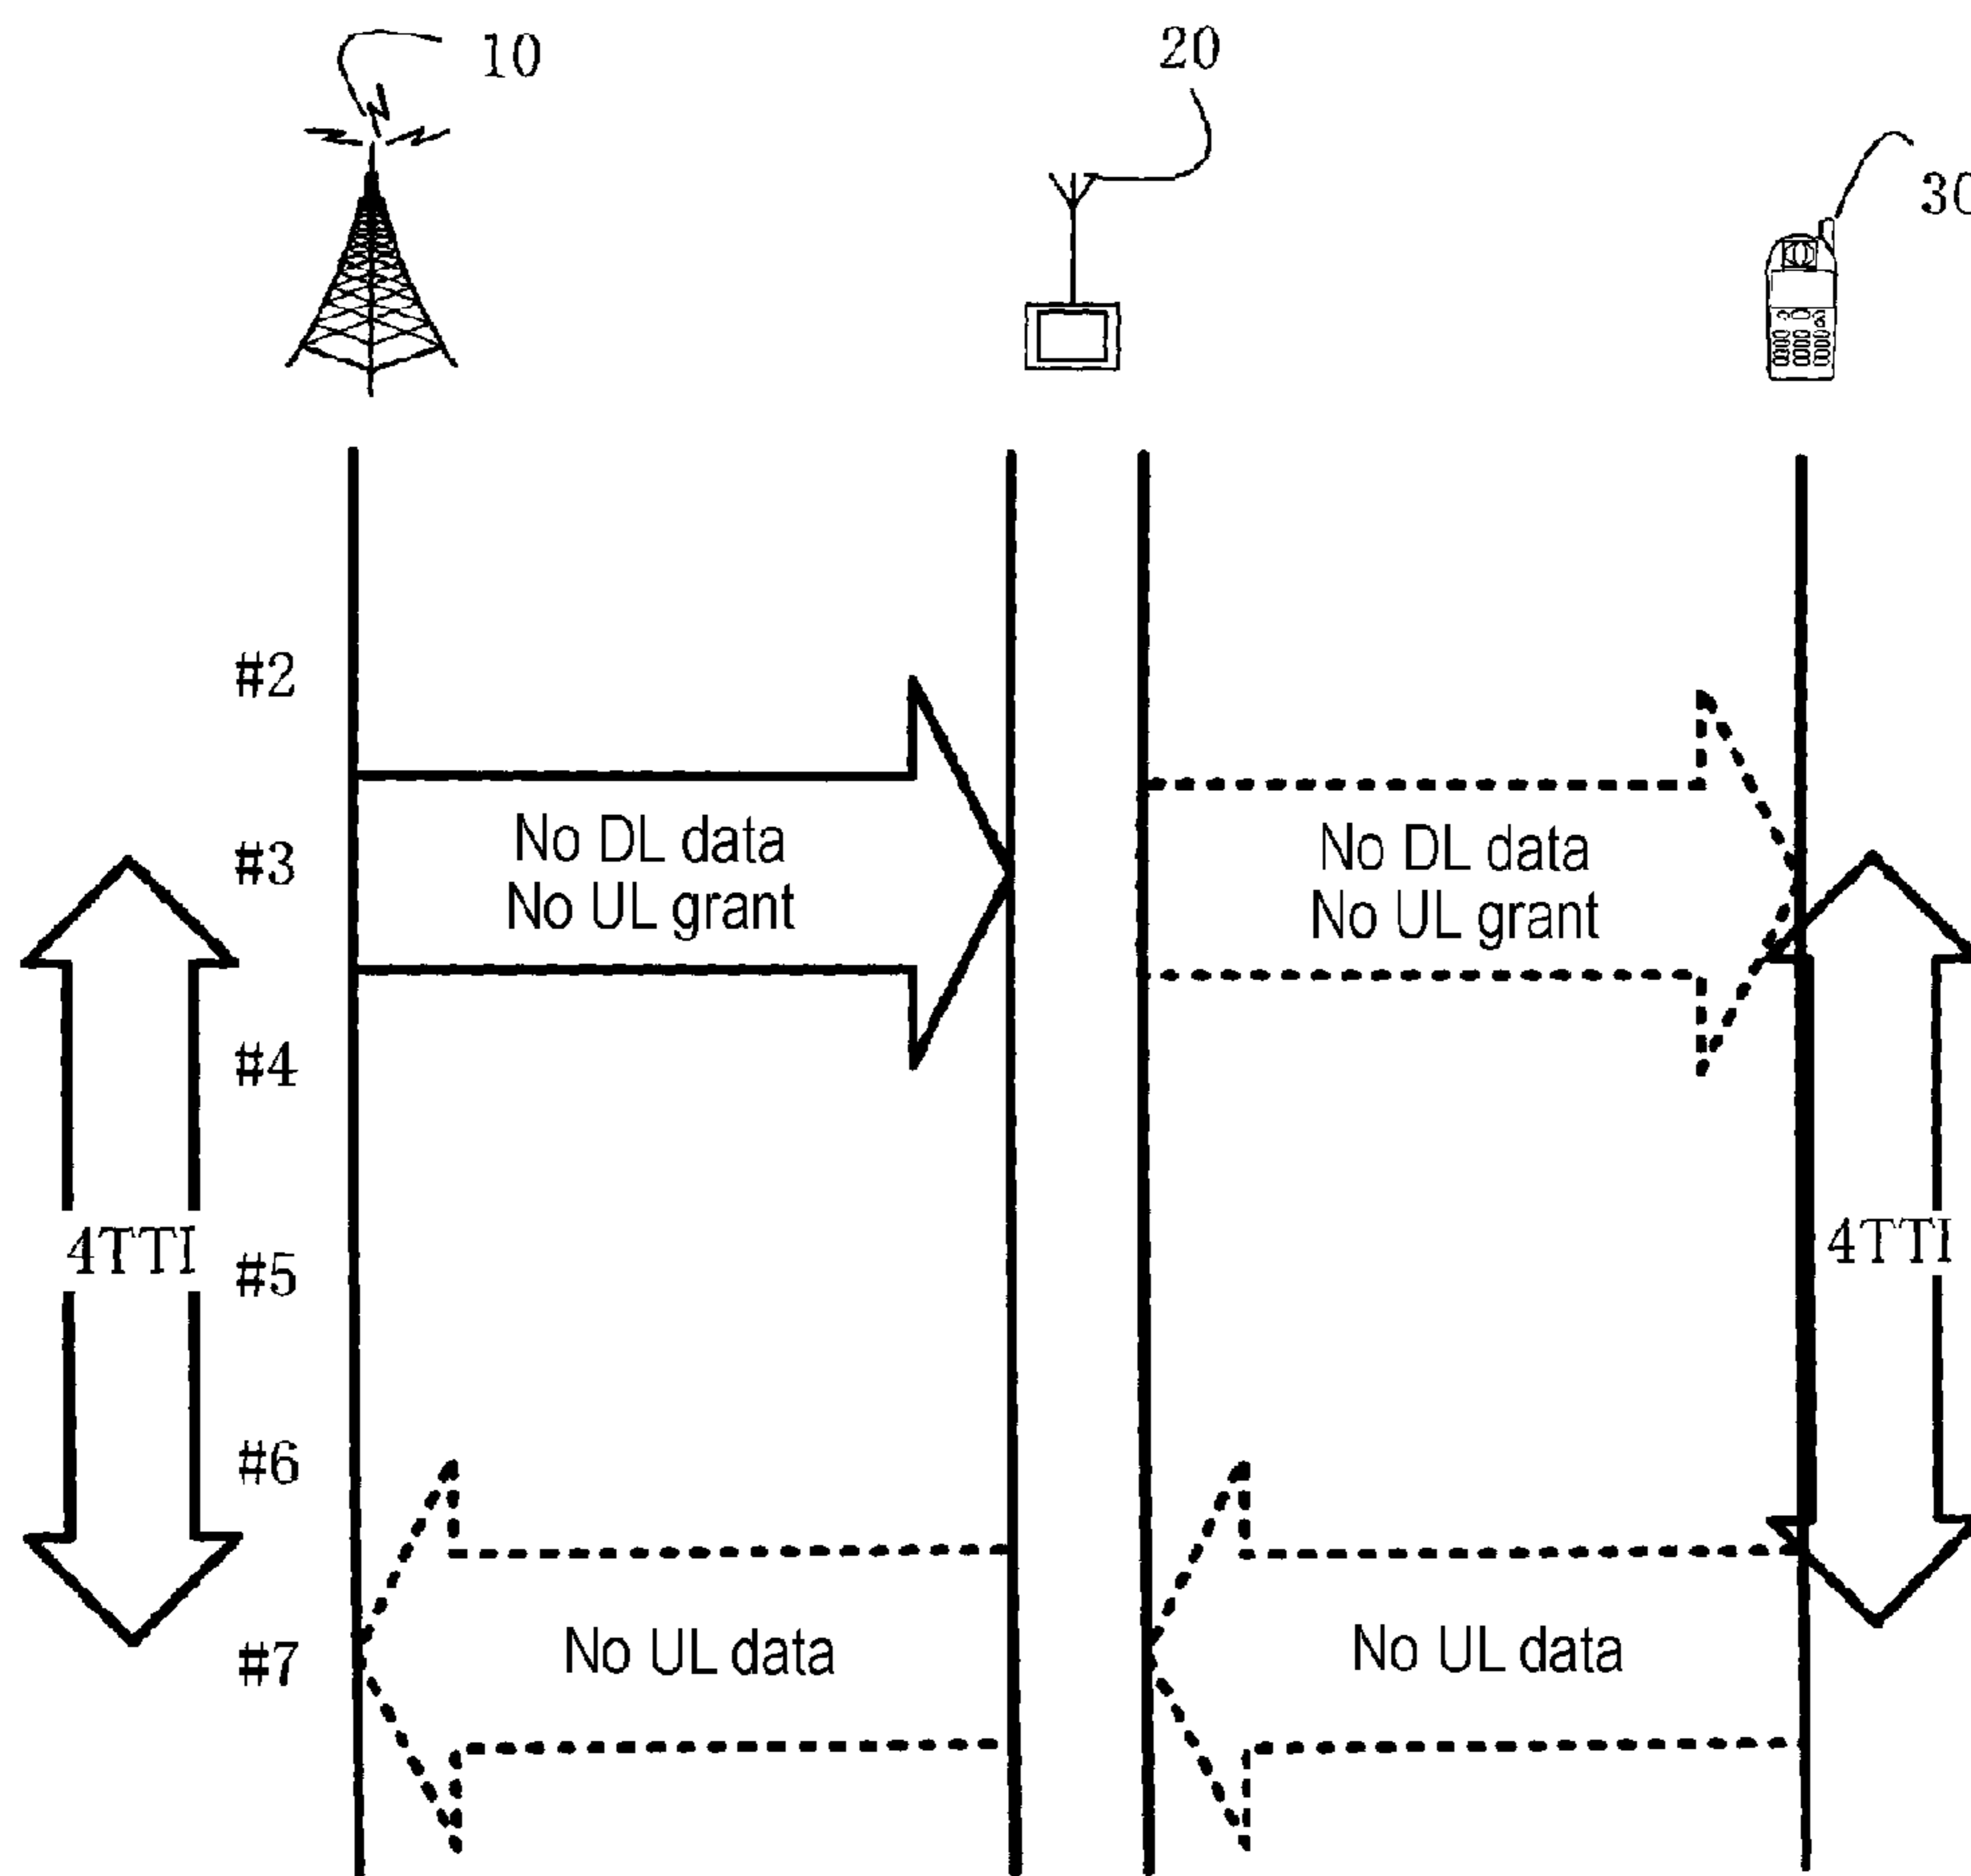 10
20
30
#2
#3
No DL data
No UL grant
No DL data
No UL grant
#4
4TTI
#5
4TTI
#6
#7
No UL data
No UL data